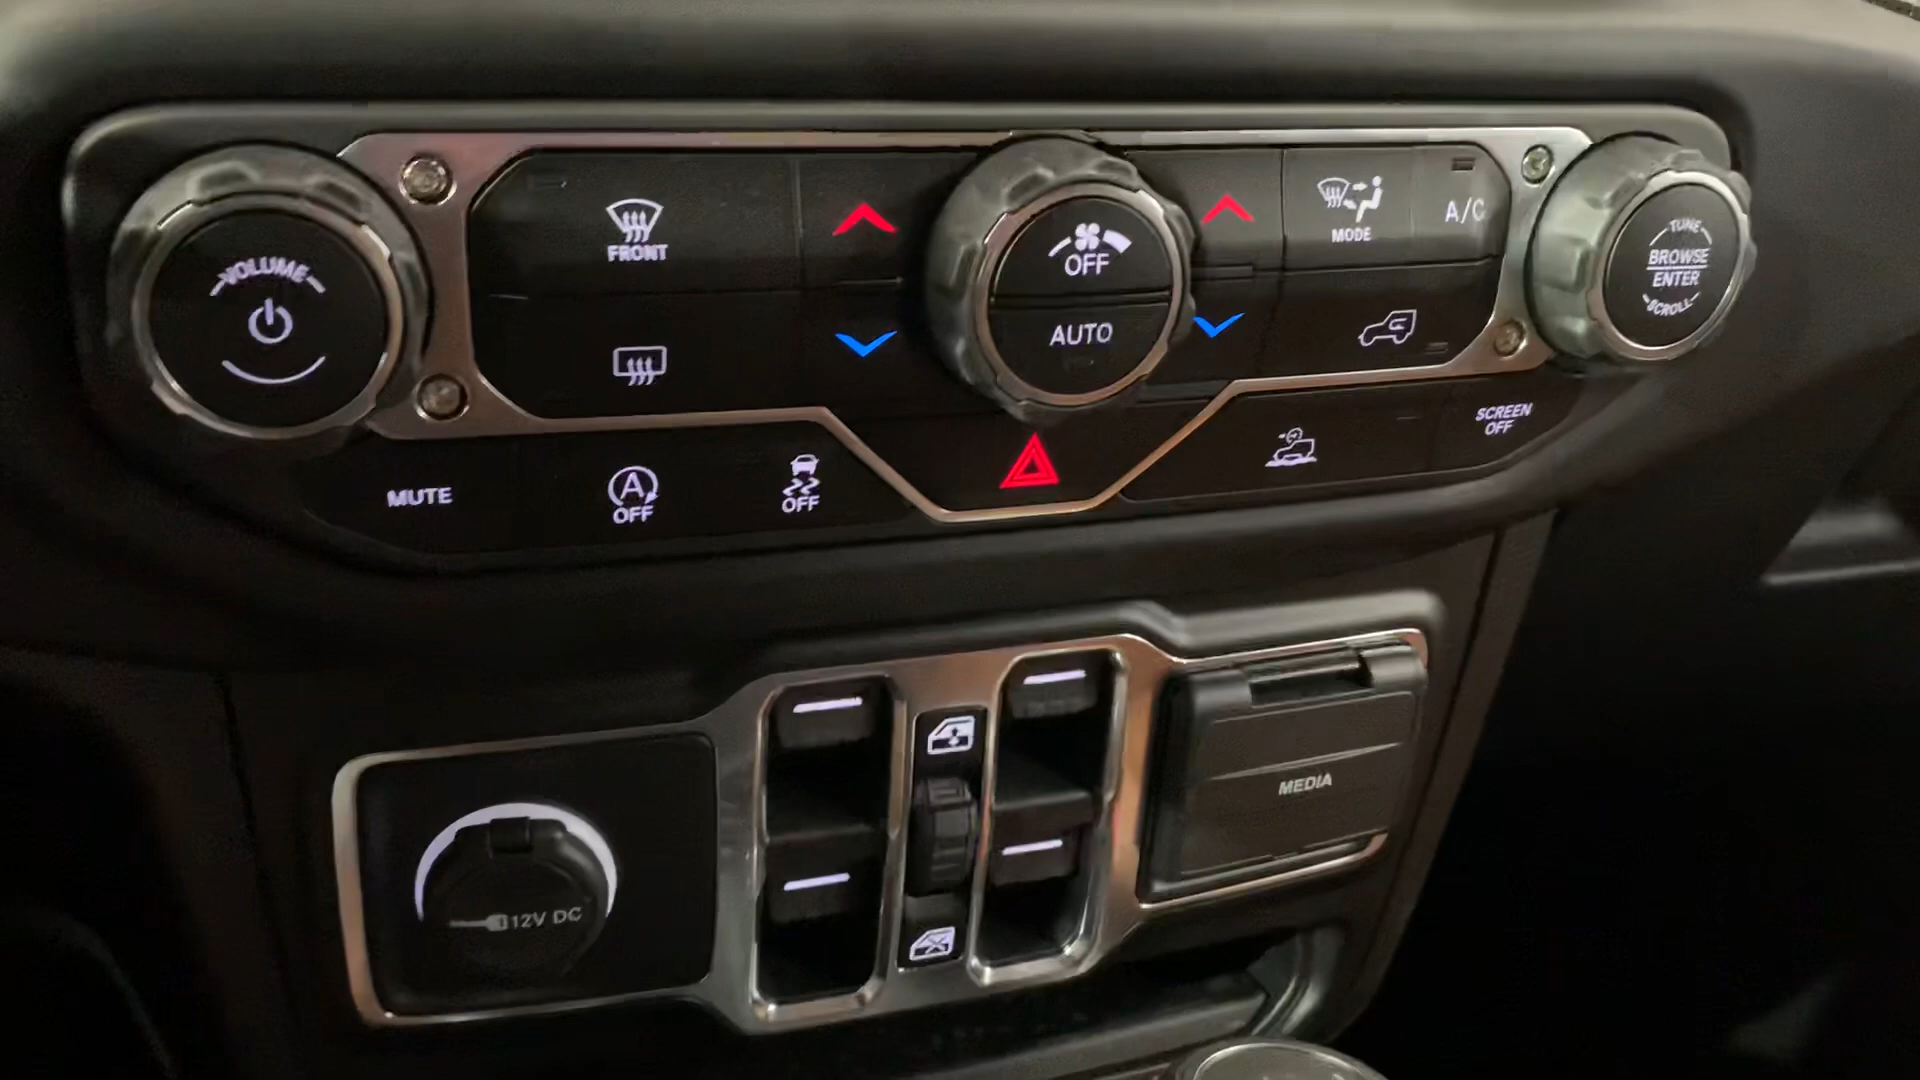 VOLUME
FRONT
OFF
AUTO
MODE
A/C
TUNE
BROWSE
ENTER
SCROLL
MUTE
A
OFF
OFF
SCREEN
OFF
12V DC
MEDIA